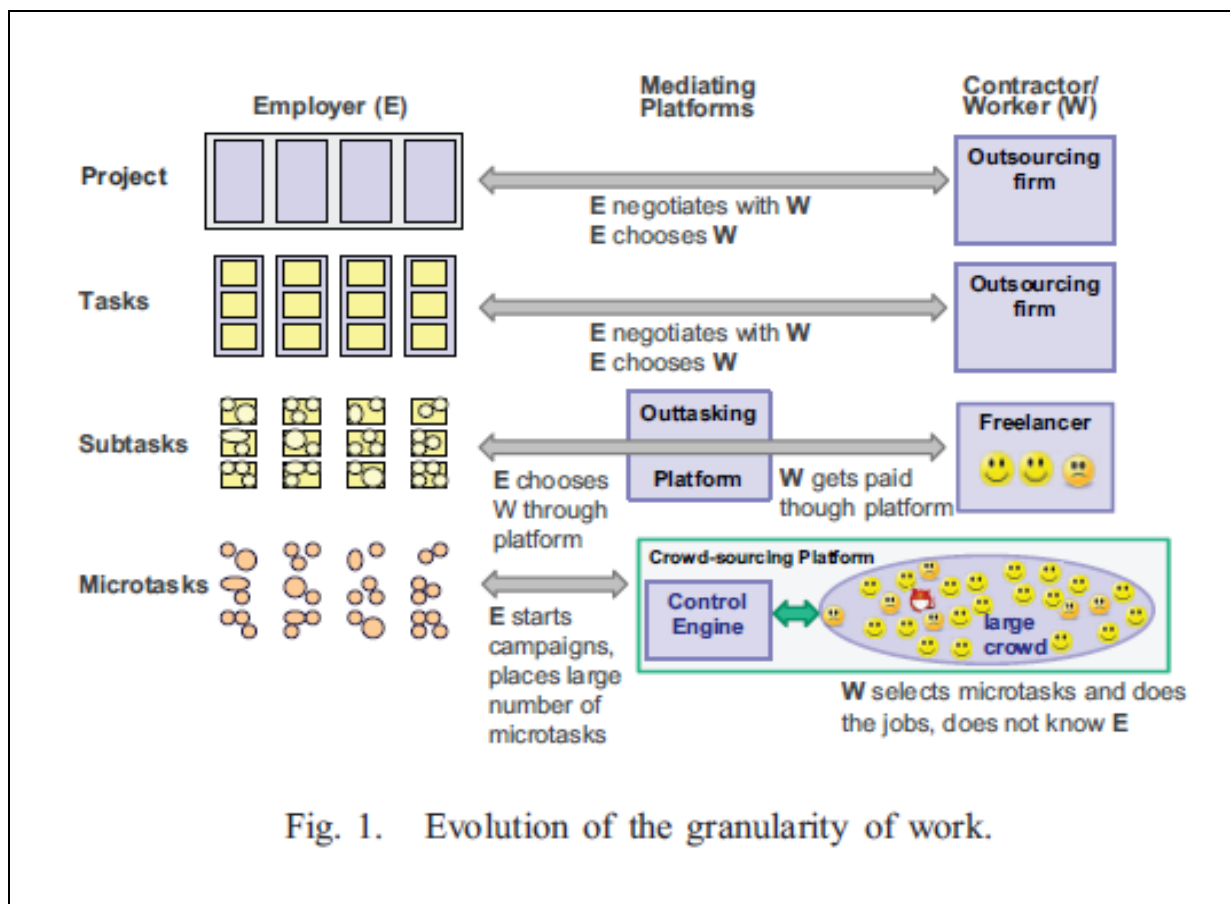 Employer (E)
Mediating
Platforms
Contractor/
Worker (W)
Project
E negotiates with W
E chooses W
Outsourcing
firm
Tasks
E negotiates with W
E chooses W
Outsourcing
firm
Subtasks
E chooses
W through
platform
Outtasking
Platform
W gets paid
though platform
Freelancer
Microtasks
E starts
campaigns,
places large
number of
microtasks
Crowd-sourcing Platform
Control
Engine
large
crowd
W selects microtasks and does
the jobs, does not know E
Fig. 1. Evolution of the granularity of work.